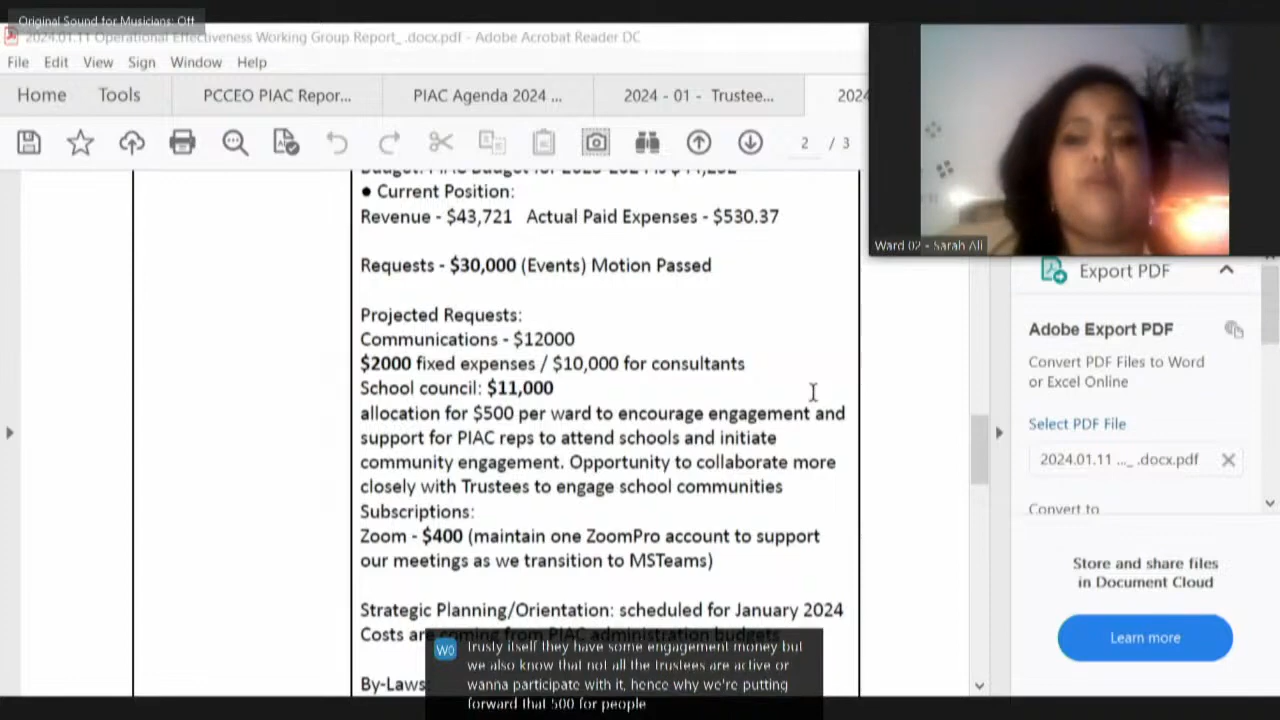 Original Sound for Musicians: Off
2024.01.11 Operational Effectiveness Working Group Report_ .docx.pdf - Adobe Acrobat Reader DC
File Edit View Sign Window Help
Home Tools PCCEO PIAC Repor... PIAC Agenda 2024 ... 2024 - 01 - Trustee... 2024
2 / 3
Ward 02 - Sarah Ali
● Current Position:
Revenue - $43,721 Actual Paid Expenses - $530.37
Requests - $30,000 (Events) Motion Passed
Projected Requests:
Communications - $12000
$2000 fixed expenses / $10,000 for consultants
School council: $11,000
allocation for $500 per ward to encourage engagement and
support for PIAC reps to attend schools and initiate
community engagement. Opportunity to collaborate more
closely with Trustees to engage school communities
Subscriptions:
Zoom - $400 (maintain one ZoomPro account to support
our meetings as we transition to MSTeams)
Strategic Planning/Orientation: scheduled for January 2024
Costs are coming from PIAC administration budgets
By-Laws
W0
Trusly itself they have some engagement money but
we also know that not all the trustees are active or
wanna participate with it, hence why we're putting
forward that 500 for people
Export PDF
Adobe Export PDF
Convert PDF Files to Word
or Excel Online
Select PDF File
2024.01.11 ..._ .docx.pdf
Convert to
Store and share files
in Document Cloud
Learn more